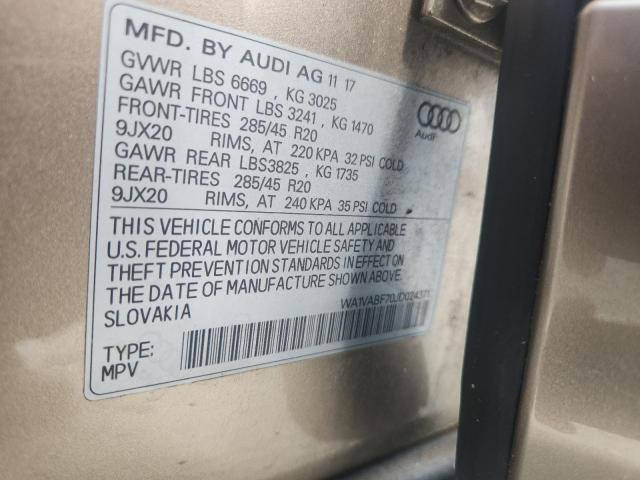 MFD. BY AUDI AG 11 17
GVWR LBS 6669 , KG 3025
GAWR FRONT LBS 3241 , KG 1470
FRONT-TIRES 285/45 R20
9JX20 RIMS, AT 220 KPA 32 PSI COLD
GAWR REAR LBS3825 , KG 1735
REAR-TIRES 285/45 R20
9JX20 RIMS, AT 240 KPA 35 PSI COLD
Audi
THIS VEHICLE CONFORMS TO ALL APPLICABLE
U.S. FEDERAL MOTOR VEHICLE SAFETY AND
THEFT PREVENTION STANDARDS IN EFFECT ON
THE DATE OF MANUFACTURE SHOWN ABOVE.
SLOVAKIA
WA1VABF70JD024371
TYPE:
MPV